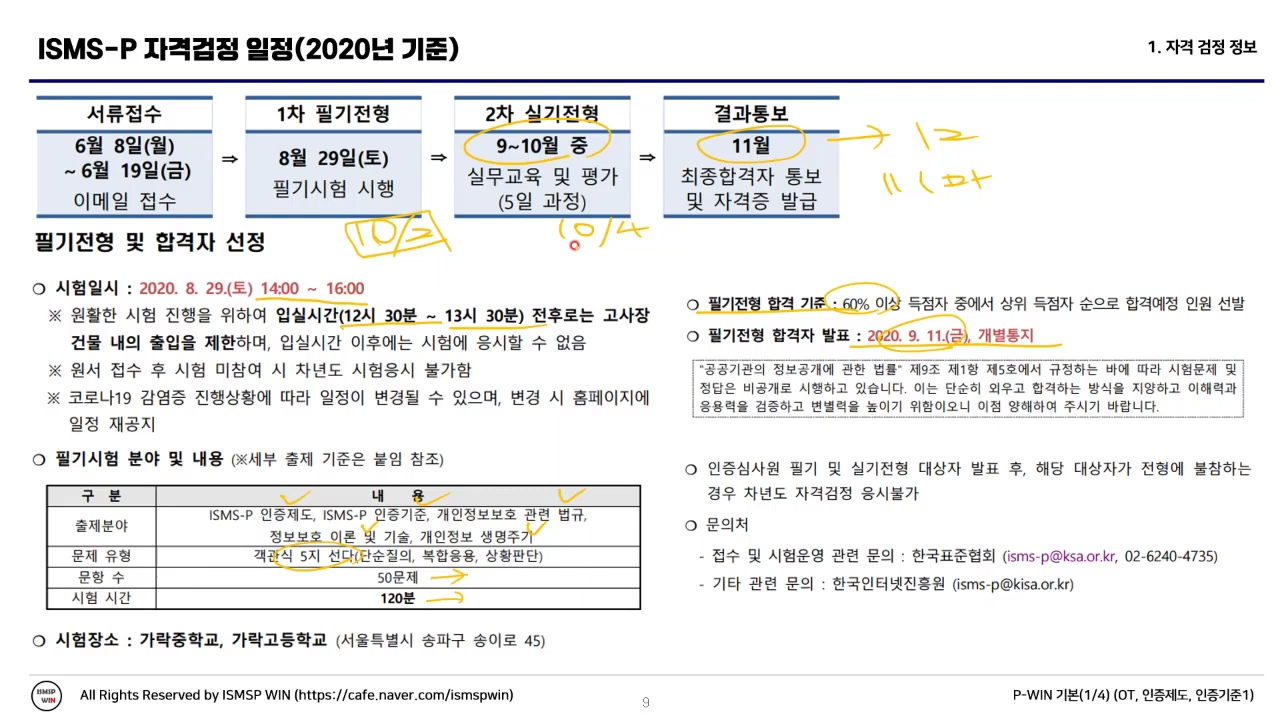 ISMS-P 자격검정 일정(2020년 기준)
1. 자격 검정 정보
서류접수
6월 8일(월)
~ 6월 19일(금)
이메일 접수
⇒
1차 필기전형
8월 29일(토)
필기시험 시행
⇒
2차 실기전형
9~10월 중
실무교육 및 평가
(5일 과정)
⇒
결과통보
11월
최종합격자 통보
및 자격증 발급
12
10/2
10/4
필기전형 및 합격자 선정
❍ 시험일시 : 2020. 8. 29.(토) 14:00 ~ 16:00
※ 원활한 시험 진행을 위하여 입실시간(12시 30분 ~ 13시 30분) 전후로는 고사장
건물 내의 출입을 제한하며, 입실시간 이후에는 시험에 응시할 수 없음
※ 원서 접수 후 시험 미참여 시 차년도 시험응시 불가함
※ 코로나19 감염증 진행상황에 따라 일정이 변경될 수 있으며, 변경 시 홈페이지에
일정 재공지
❍ 필기시험 분야 및 내용 (※세부 출제 기준은 붙임 참조)
구 분 내 용
출제분야 ISMS-P 인증제도, ISMS-P 인증기준, 개인정보보호 관련 법규,
정보보호 이론 및 기술, 개인정보 생명주기
문제 유형 객관식 5지 선다(단순질의, 복합응용, 상황판단)
문항 수 50문제
시험 시간 120분
❍ 시험장소 : 가락중학교, 가락고등학교 (서울특별시 송파구 송이로 45)
❍ 필기전형 합격 기준 : 60% 이상 득점자 중에서 상위 득점자 순으로 합격예정 인원 선발
❍ 필기전형 합격자 발표 : 2020. 9. 11.(금), 개별통지
"공공기관의 정보공개에 관한 법률" 제9조 제1항 제5호에서 규정하는 바에 따라 시험문제 및
정답은 비공개로 시행하고 있습니다. 이는 단순히 외우고 합격하는 방식을 지양하고 이해력과
응용력을 검증하고 변별력을 높이기 위함이오니 이점 양해하여 주시기 바랍니다.
❍ 인증심사원 필기 및 실기전형 대상자 발표 후, 해당 대상자가 전형에 불참하는
경우 차년도 자격검정 응시불가
❍ 문의처
- 접수 및 시험운영 관련 문의 : 한국표준협회 (isms-p@ksa.or.kr, 02-6240-4735)
- 기타 관련 문의 : 한국인터넷진흥원 (isms-p@kisa.or.kr)
ISMSP
WIN
All Rights Reserved by ISMSP WIN (https://cafe.naver.com/ismspwin)
9
P-WIN 기본(1/4) (OT, 인증제도, 인증기준1)